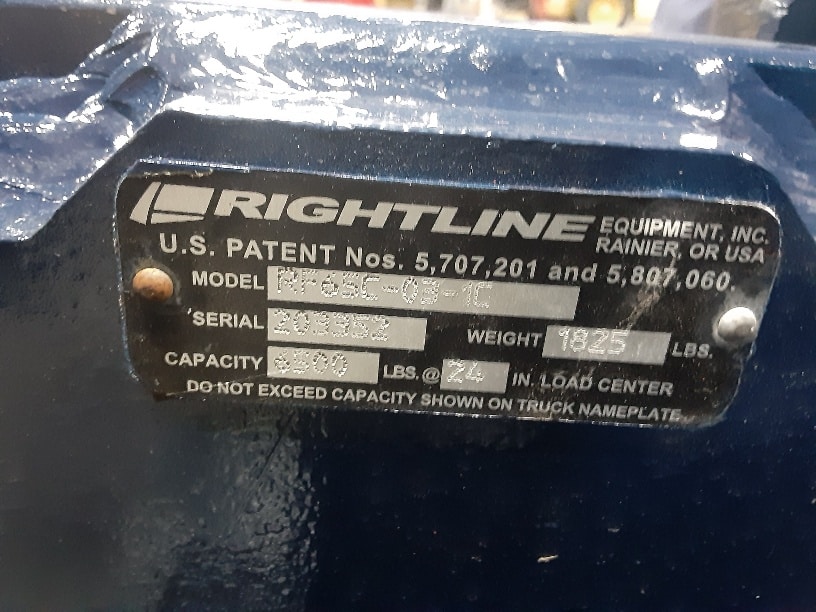 RIGHTLINE EQUIPMENT, INC.
RAINIER, OR USA
U.S. PATENT Nos. 5,707,201 and 5,807,060.
MODEL RF65C-03-1C
SERIAL 203352
WEIGHT 1825 LBS.
CAPACITY 6500 LBS.@ 24 IN. LOAD CENTER
DO NOT EXCEED CAPACITY SHOWN ON TRUCK NAMEPLATE